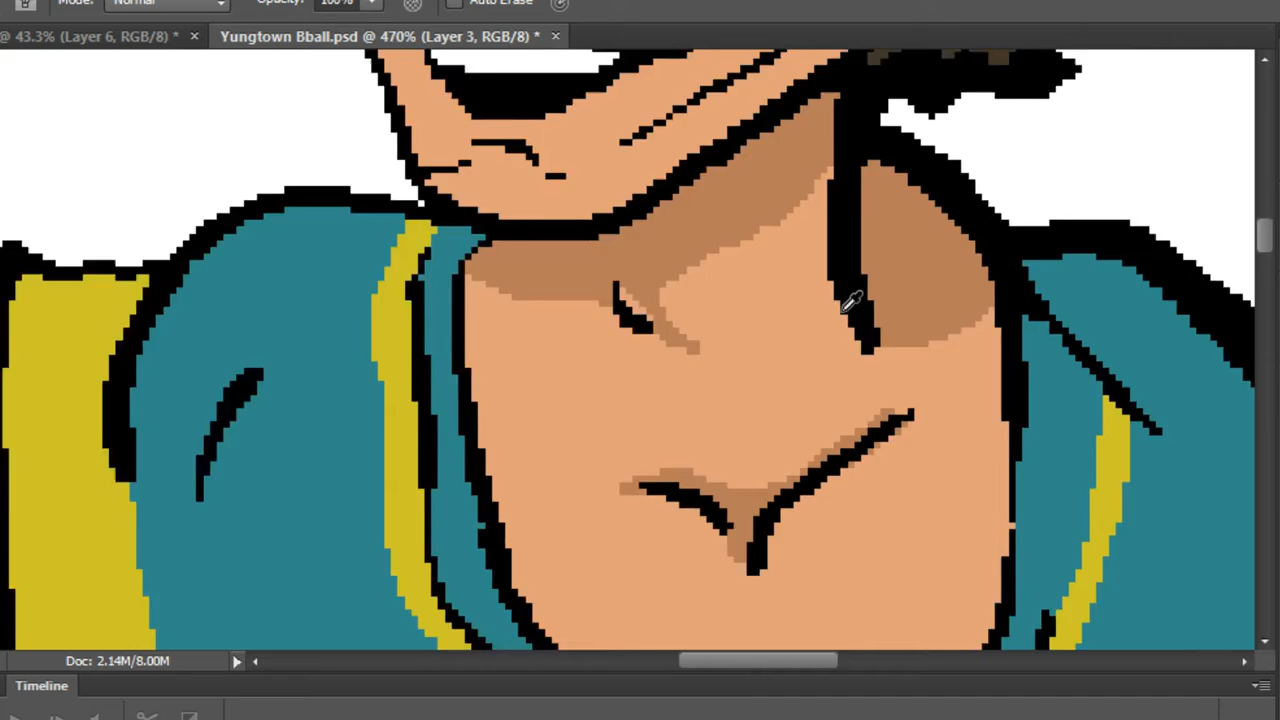 Mode: Normal Opacity: 100% Auto Erase
@ 43.3% (Layer 6, RGB/8) * × Yungtown Bball.psd @ 470% (Layer 3, RGB/8) * ×
Doc: 2.14M/8.00M
Timeline